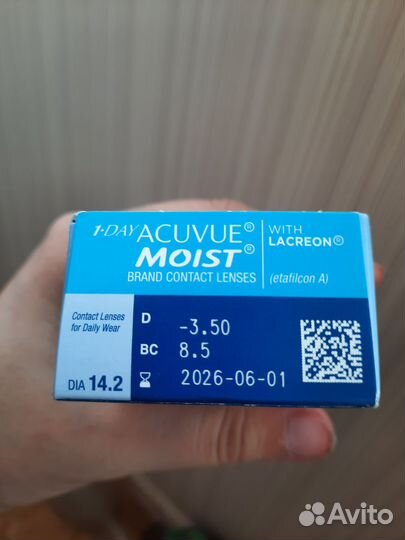 1·DAY ACUVUE® WITH
MOIST® LACREON®
BRAND CONTACT LENSES (etafilcon A)
Contact Lenses
for Daily Wear
D -3.50
BC 8.5
2026-06-01
DIA 14.2
Avito